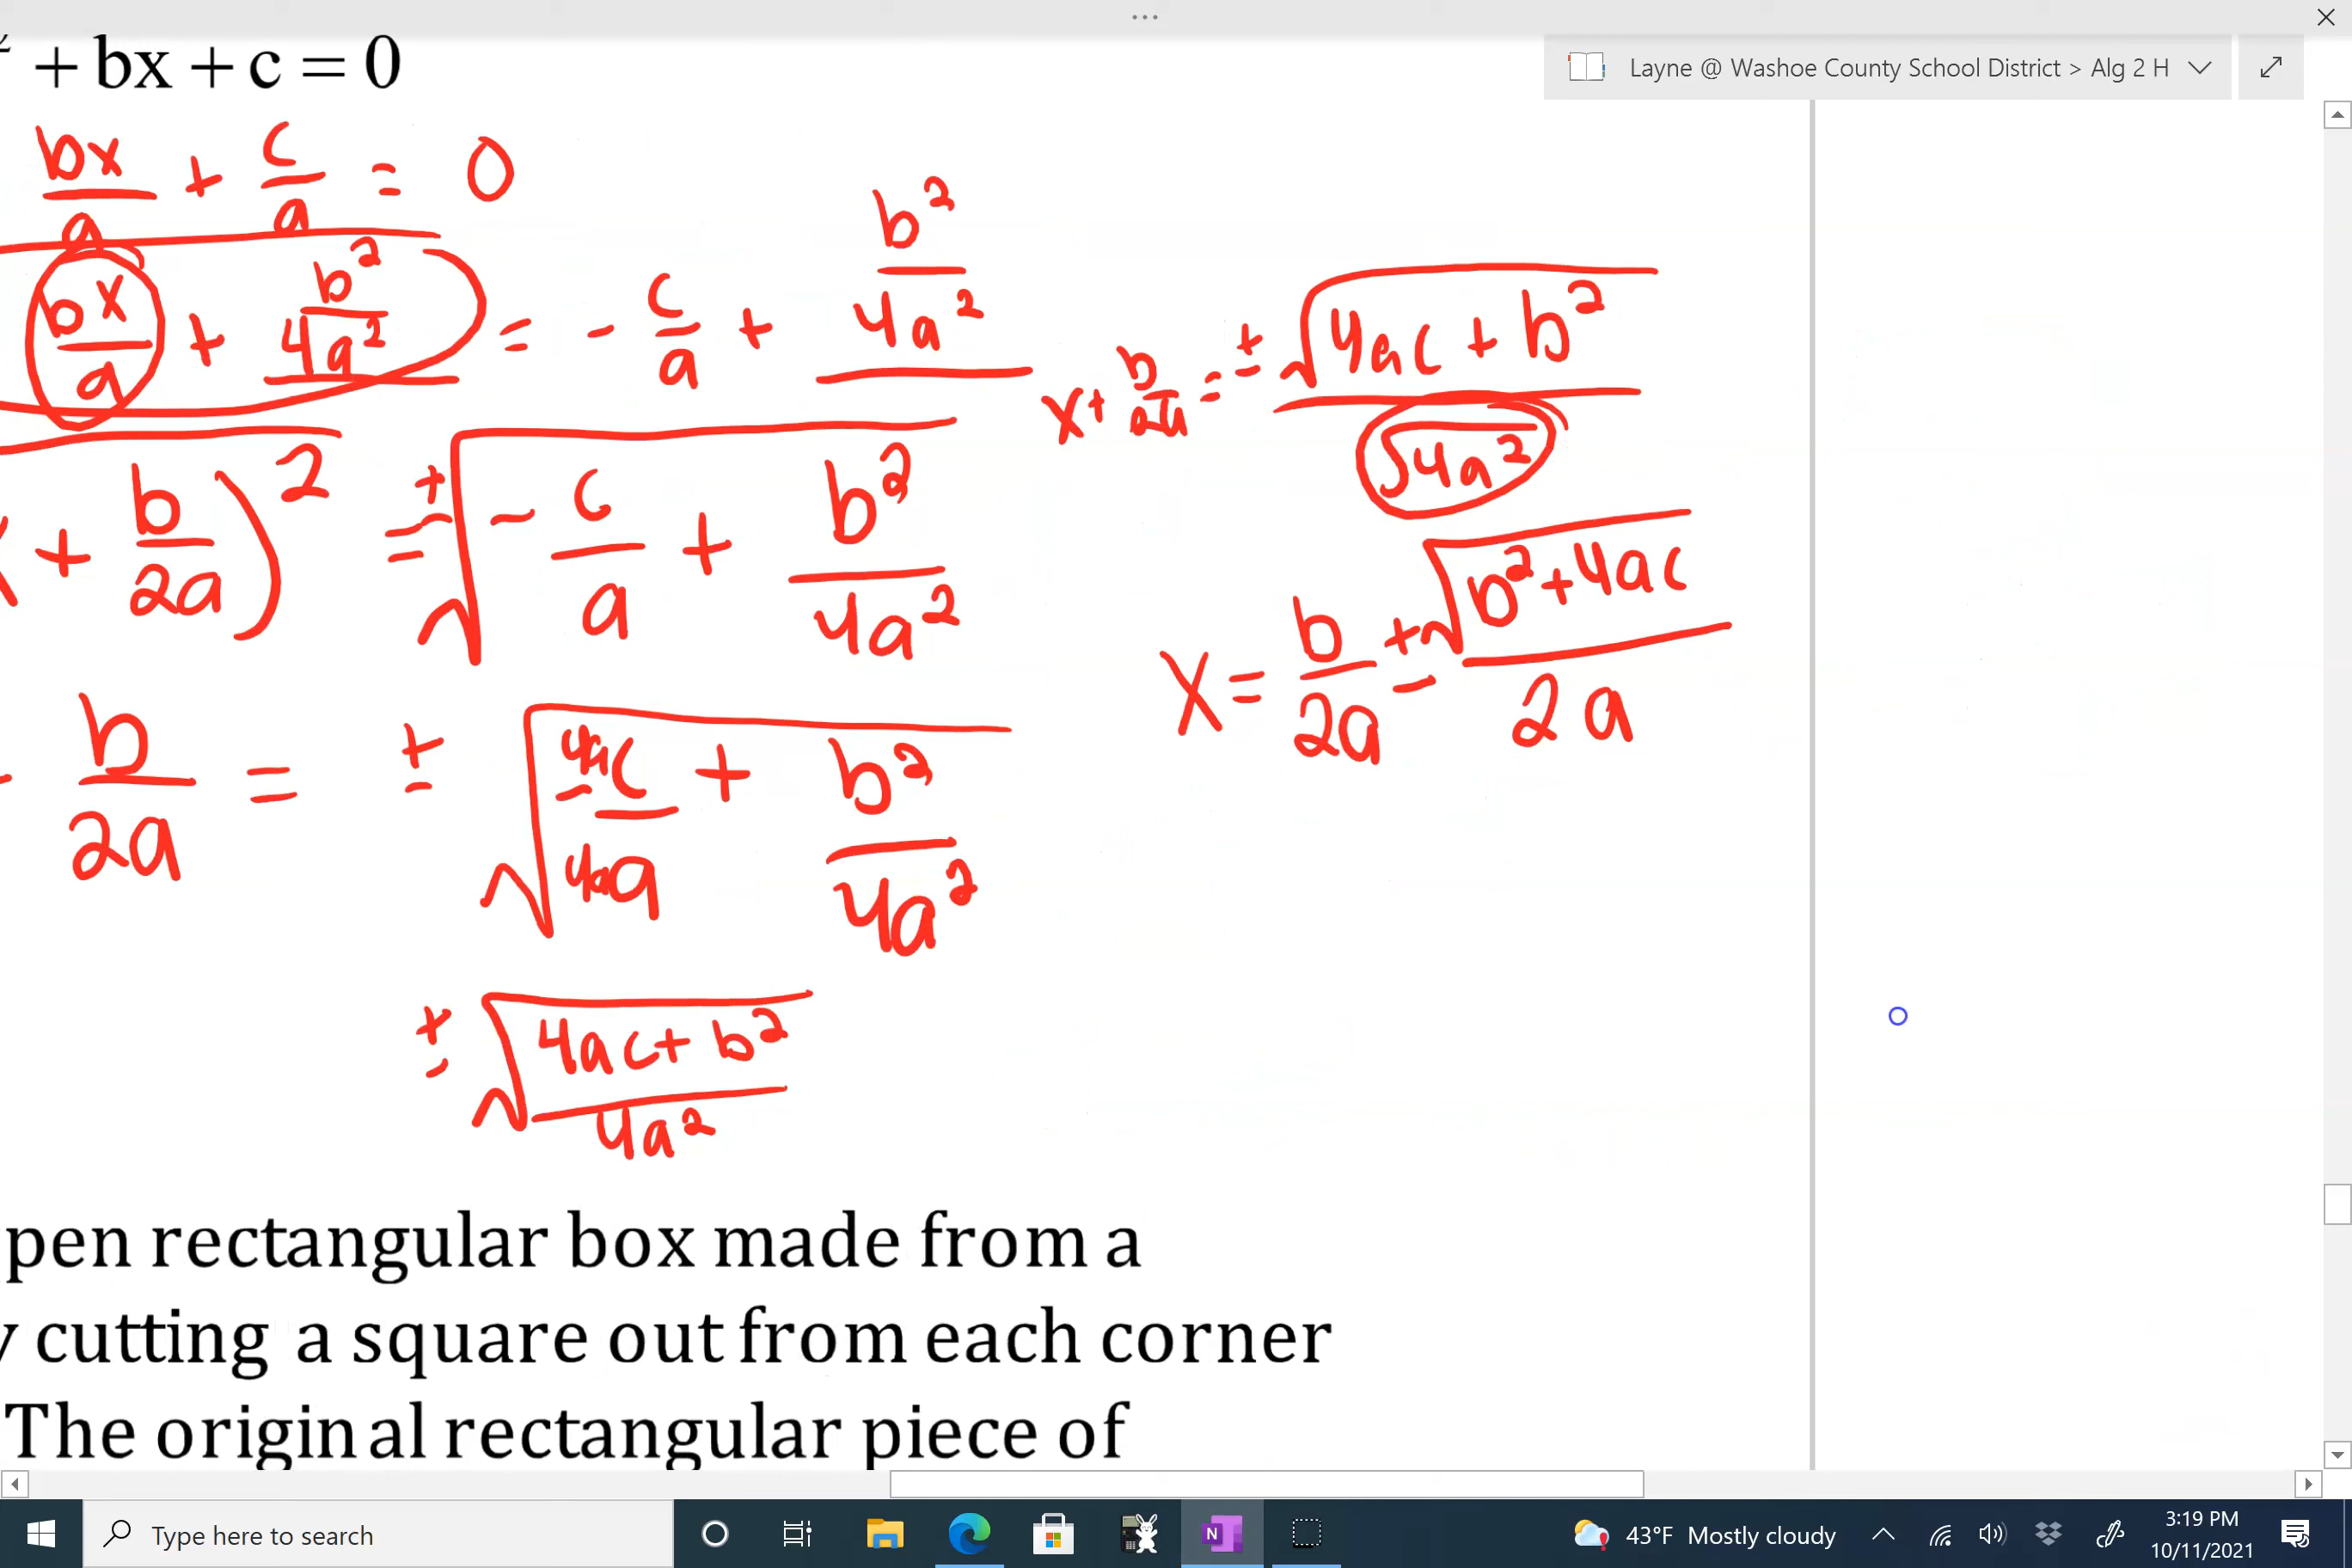 Layne @ Washoe County School District > Alg 2 H
+ bx + c = 0
bx/a + c/a = 0
bx/a + b²/4a² = - c/a + b²/4a²
+ b/2a)² = ±√(- c/a + b²/4a²)
b/2a = ± √(-4ac/4aa + b²/4a²)
± √(4ac + b²/4a²)
x + b/2a = ± √4ac + b²/√4a²
x = b/2a ± √b² + 4ac/2a
pen rectangular box made from a
y cutting a square out from each corner
The original rectangular piece of
Type here to search
N
43°F Mostly cloudy
3:19 PM
10/11/2021